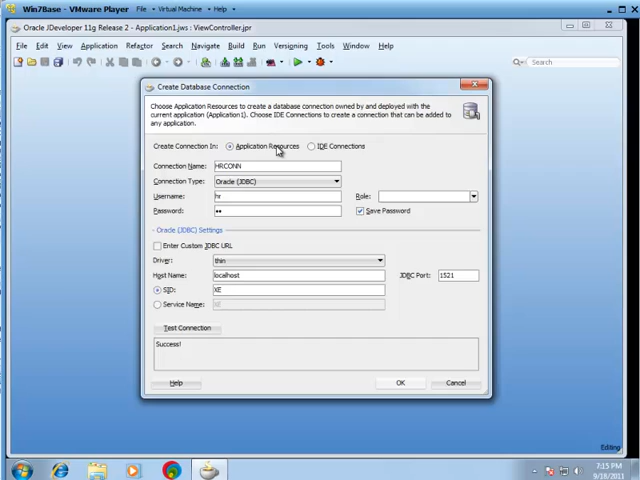 Win7Base - VMware Player File Virtual Machine Help
Oracle JDeveloper 11g Release 2 - Application1.jws : ViewController.jpr
File Edit View Application Refactor Search Navigate Build Run Versioning Tools Window Help
Search
Create Database Connection
Choose Application Resources to create a database connection owned by and deployed with the
current application (Application1). Choose IDE Connections to create a connection that can be added to
any application.
Create Connection In: Application Resources IDE Connections
Connection Name: HRCONN
Connection Type: Oracle (JDBC)
Username: hr Role:
Password: •• Save Password
Oracle (JDBC) Settings
Enter Custom JDBC URL
Driver: thin
Host Name: localhost JDBC Port: 1521
SID: XE
Service Name: XE
Test Connection
Success!
Help OK Cancel
Editing
7:15 PM
9/18/2011